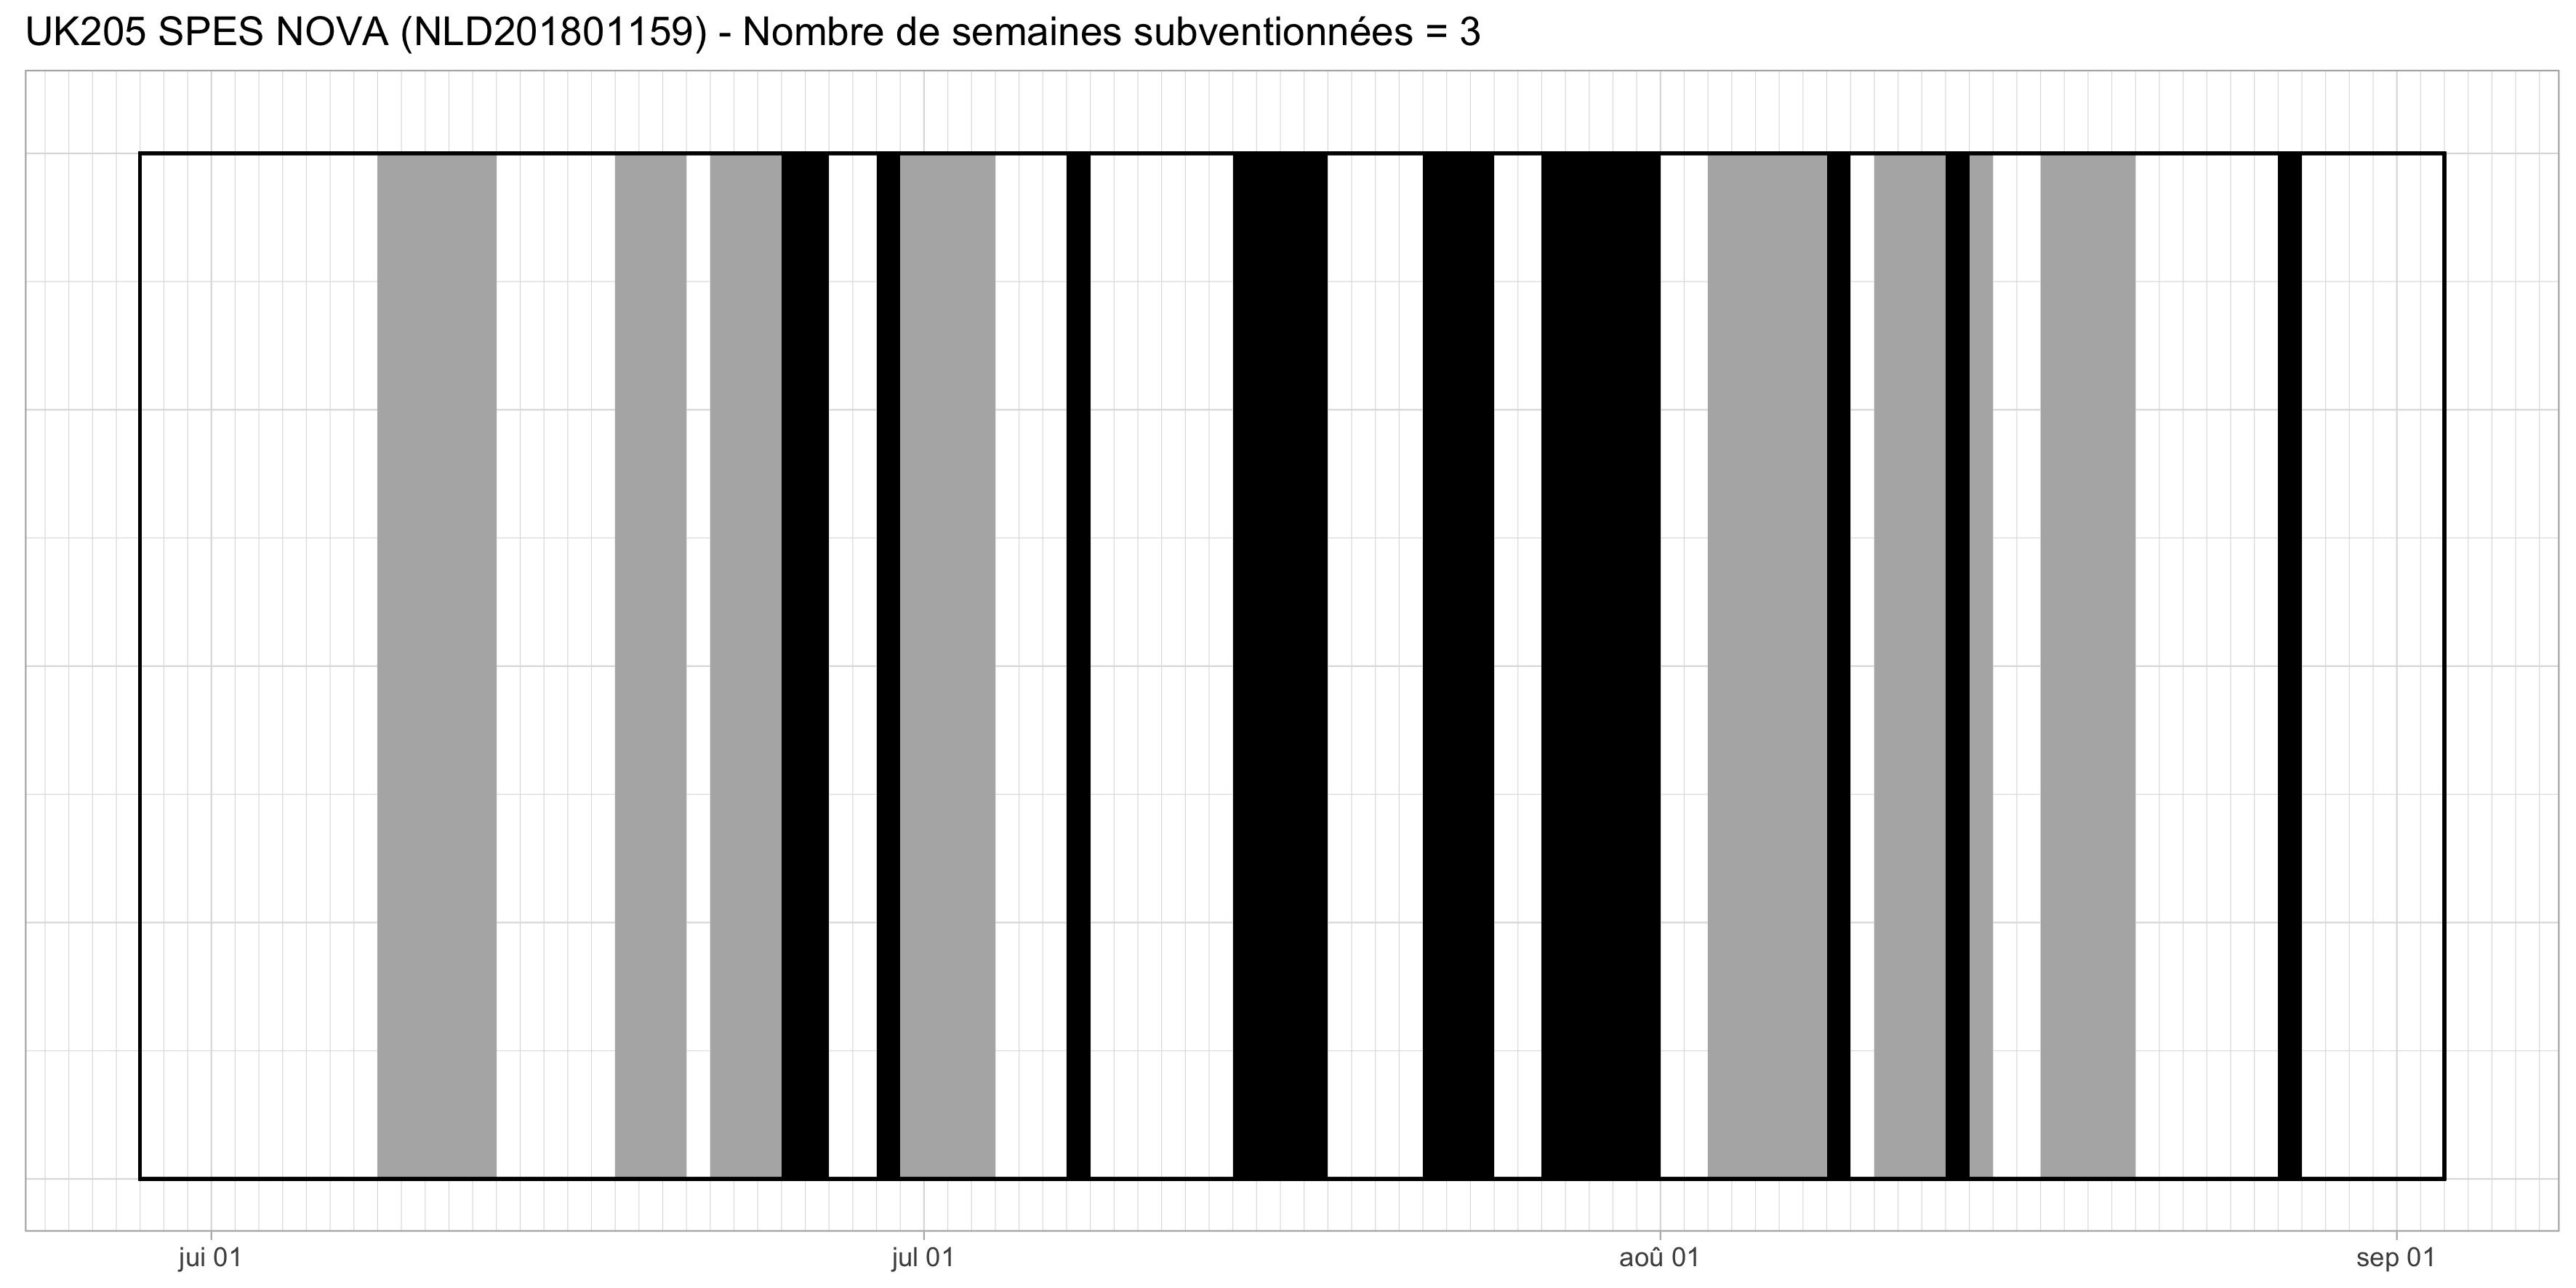 UK205 SPES NOVA (NLD201801159) - Nombre de semaines subventionnées = 3
jui 01 jul 01 aoû 01 sep 01